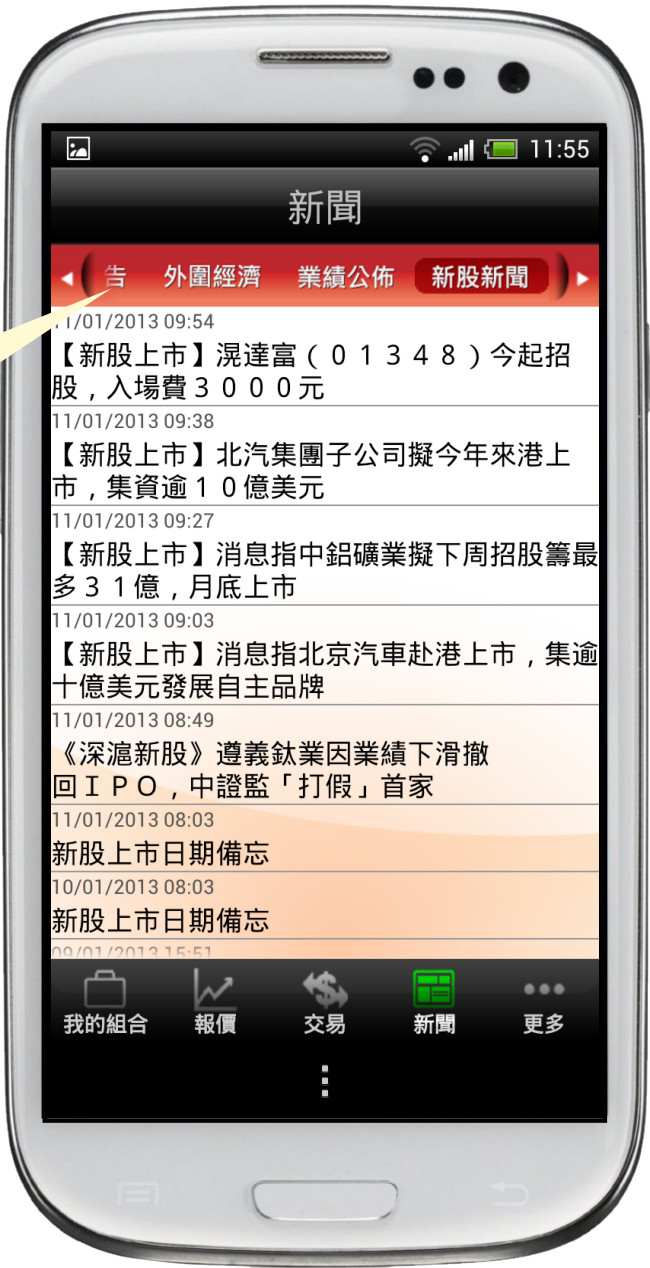 11:55
新聞
告 外圍經濟 業績公佈 新股新聞
11/01/2013 09:54
【新股上市】滉達富(01348)今起招
股，入場費3000元
11/01/2013 09:38
【新股上市】北汽集團子公司擬今年來港上
市，集資逾10億美元
11/01/2013 09:27
【新股上市】消息指中鋁礦業擬下周招股籌最
多31億，月底上市
11/01/2013 09:03
【新股上市】消息指北京汽車赴港上市，集逾
十億美元發展自主品牌
11/01/2013 08:49
《深滬新股》遵義鈦業因業績下滑撤
回IPO，中證監「打假」首家
11/01/2013 08:03
新股上市日期備忘
10/01/2013 08:03
新股上市日期備忘
09/01/2013 15:51
我的組合 報價 交易 新聞 更多